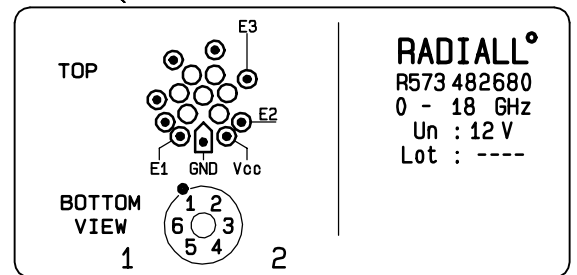 E3
TOP
E2
E1 GND Vcc
BOTTOM
VIEW
1 2
6 3
5 4
1 2
RADIALL°
R573 482680
0 - 18 GHz
Un : 12 V
Lot : ----